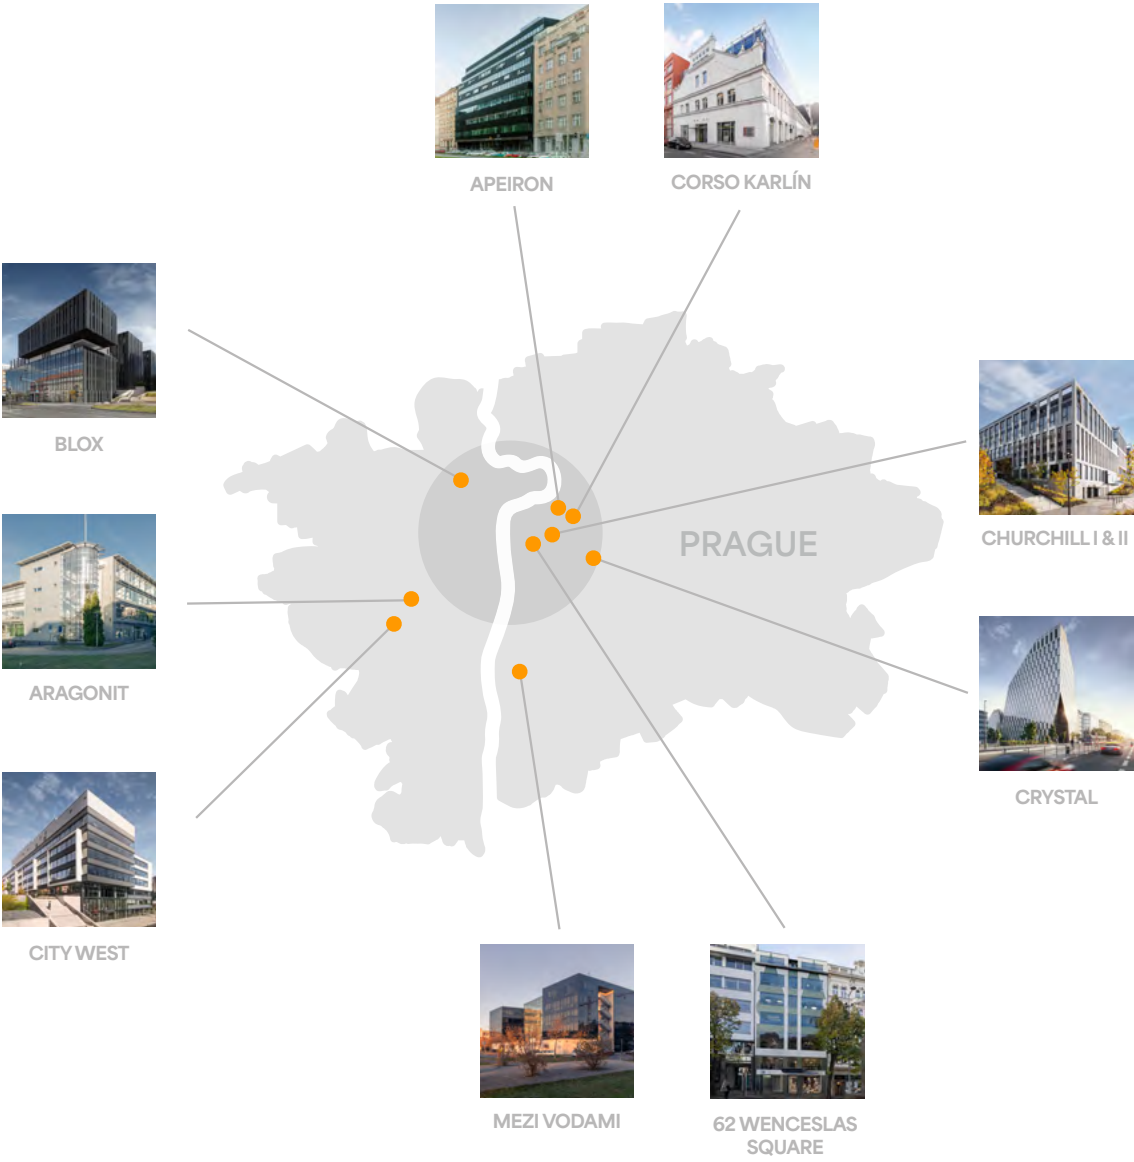 APEIRON
CORSO KARLÍN
BLOX
CHURCHILL I & II
PRAGUE
ARAGONIT
CRYSTAL
CITY WEST
MEZI VODAMI
62 WENCESLAS
SQUARE